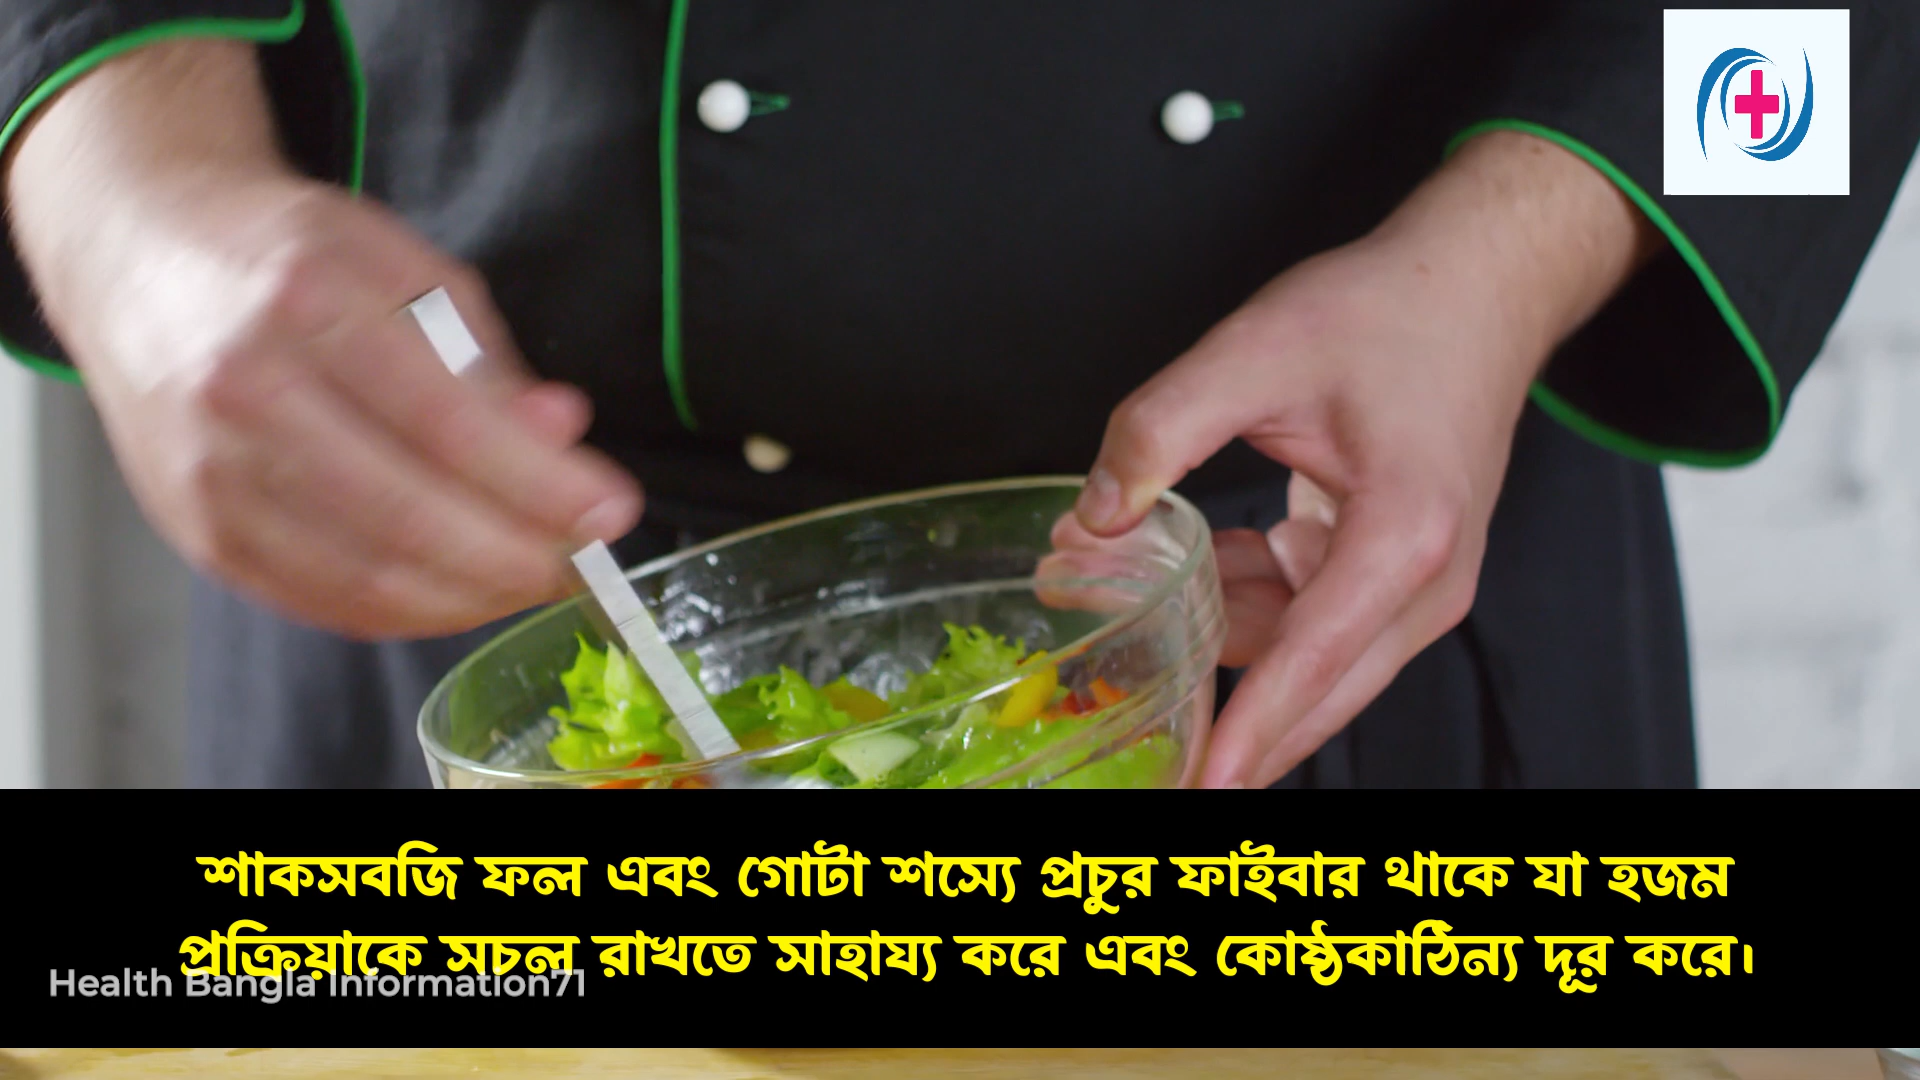 শাকসবজি ফল এবং গোটা শস্যে প্রচুর ফাইবার থাকে যা হজম
প্রক্রিয়াকে সচল রাখতে সাহায্য করে এবং কোষ্ঠকাঠিন্য দূর করে।
Health Bangla Information71